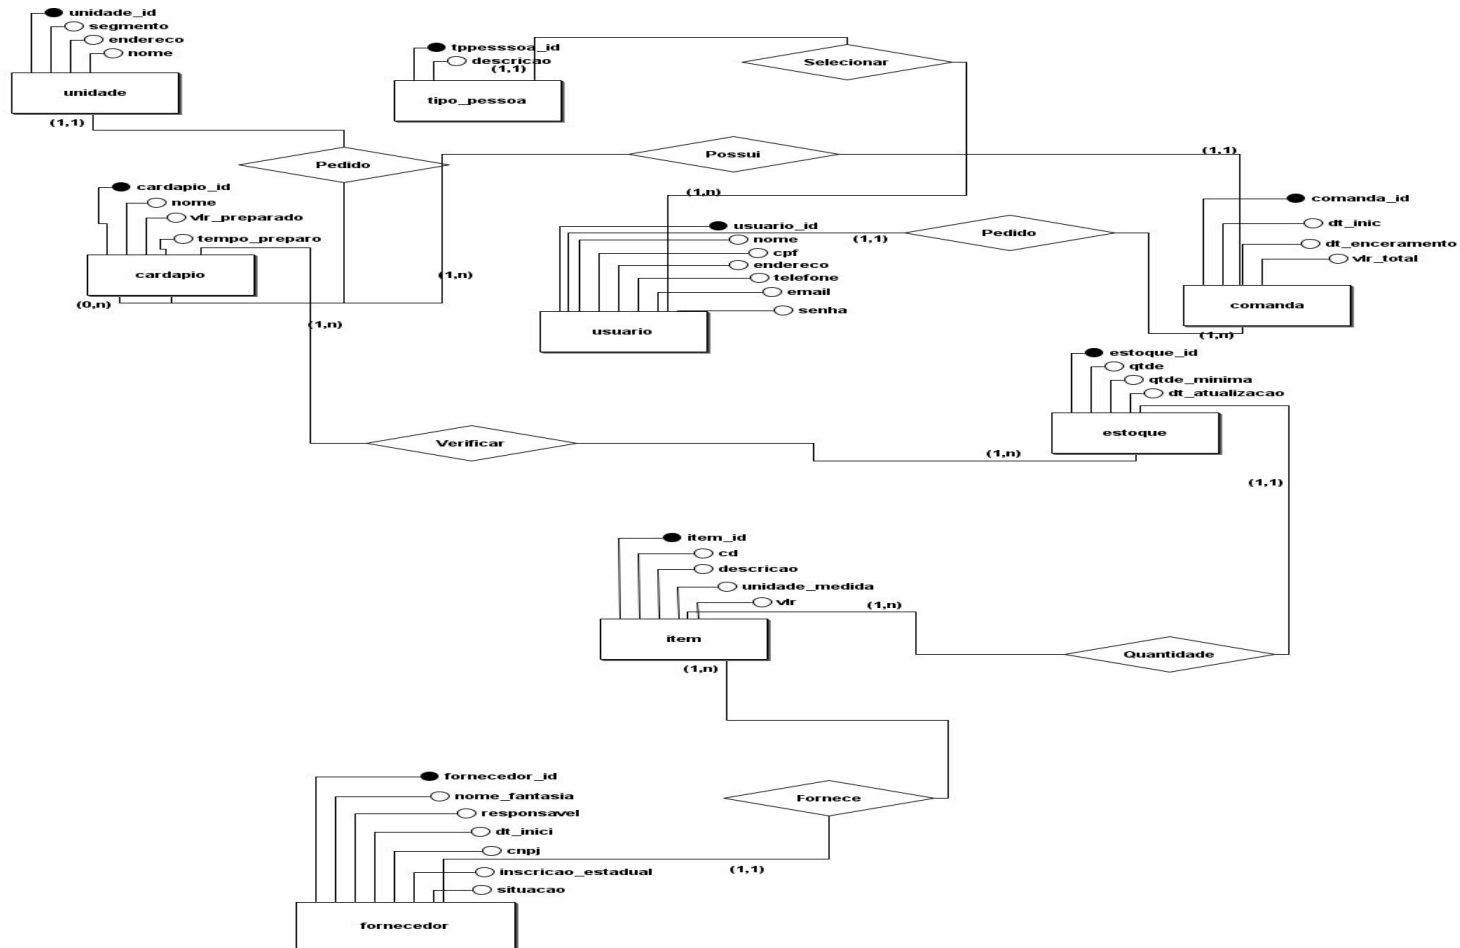 unidade_id
segmento
endereco
nome
unidade
(1,1)
tppesssoa_id
descricao
(1,1)
tipo_pessoa
Selecionar
Pedido
Possui
(1,1)
(1,n)
cardapio_id
nome
vlr_preparado
tempo_preparo
cardapio
(0,n)
(1,n)
(1,n)
usuario_id
nome
cpf
endereco
telefone
email
senha
usuario
(1,1)
Pedido
comanda_id
dt_inic
dt_enceramento
vlr_total
comanda
(1,n)
estoque_id
qtde
qtde_minima
dt_atualizacao
estoque
Verificar
(1,n)
(1,1)
item_id
cd
descricao
unidade_medida
vlr
(1,n)
item
(1,n)
Quantidade
fornecedor_id
nome_fantasia
responsavel
dt_inici
cnpj
inscricao_estadual
situacao
fornecedor
Fornece
(1,1)